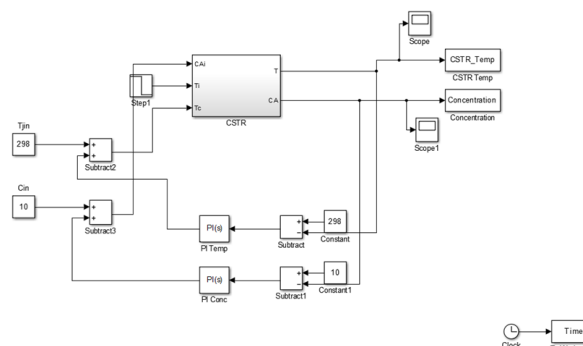 Scope
CSTR_Temp
CSTR Temp
CAi
Ti
Tc
T
CA
CSTR
Step1
Concentration
Concentration
Scope1
Tjin
298
+
+
Subtract2
Cin
10
+
+
Subtract3
PI(s)
PI Temp
+
−
Subtract
298
Constant
PI(s)
PI Conc
+
−
Subtract1
10
Constant1
Clock
Time